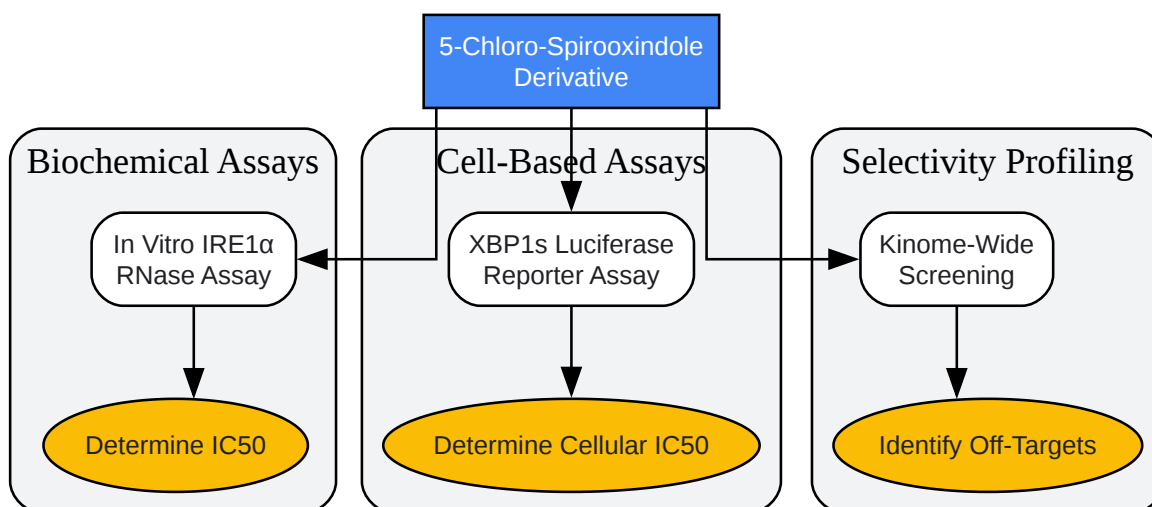 5-Chloro-Spirooxindole
Derivative
Biochemical Assays
Cell-Based Assays
Selectivity Profiling
In Vitro IRE1α
RNase Assay
XBP1s Luciferase
Reporter Assay
Kinome-Wide
Screening
Determine IC50
Determine Cellular IC50
Identify Off-Targets